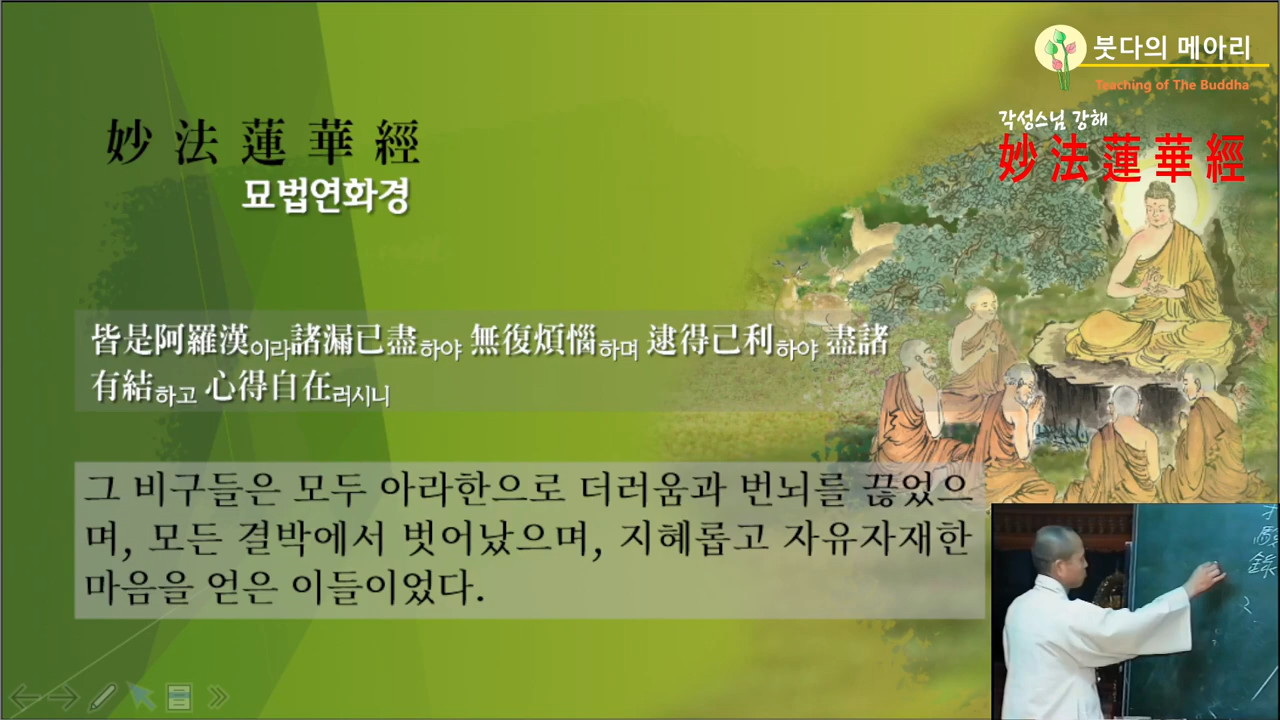 붓다의 메아리
Teaching of The Buddha
각성스님 강해
妙法蓮華經
妙法蓮華經
묘법연화경
皆是阿羅漢이라諸漏已盡하야 無復煩惱하며 逮得己利하야 盡諸
有結하고 心得自在러시니
그 비구들은 모두 아라한으로 더러움과 번뇌를 끊었으
며, 모든 결박에서 벗어났으며, 지혜롭고 자유자재한
마음을 얻은 이들이었다.